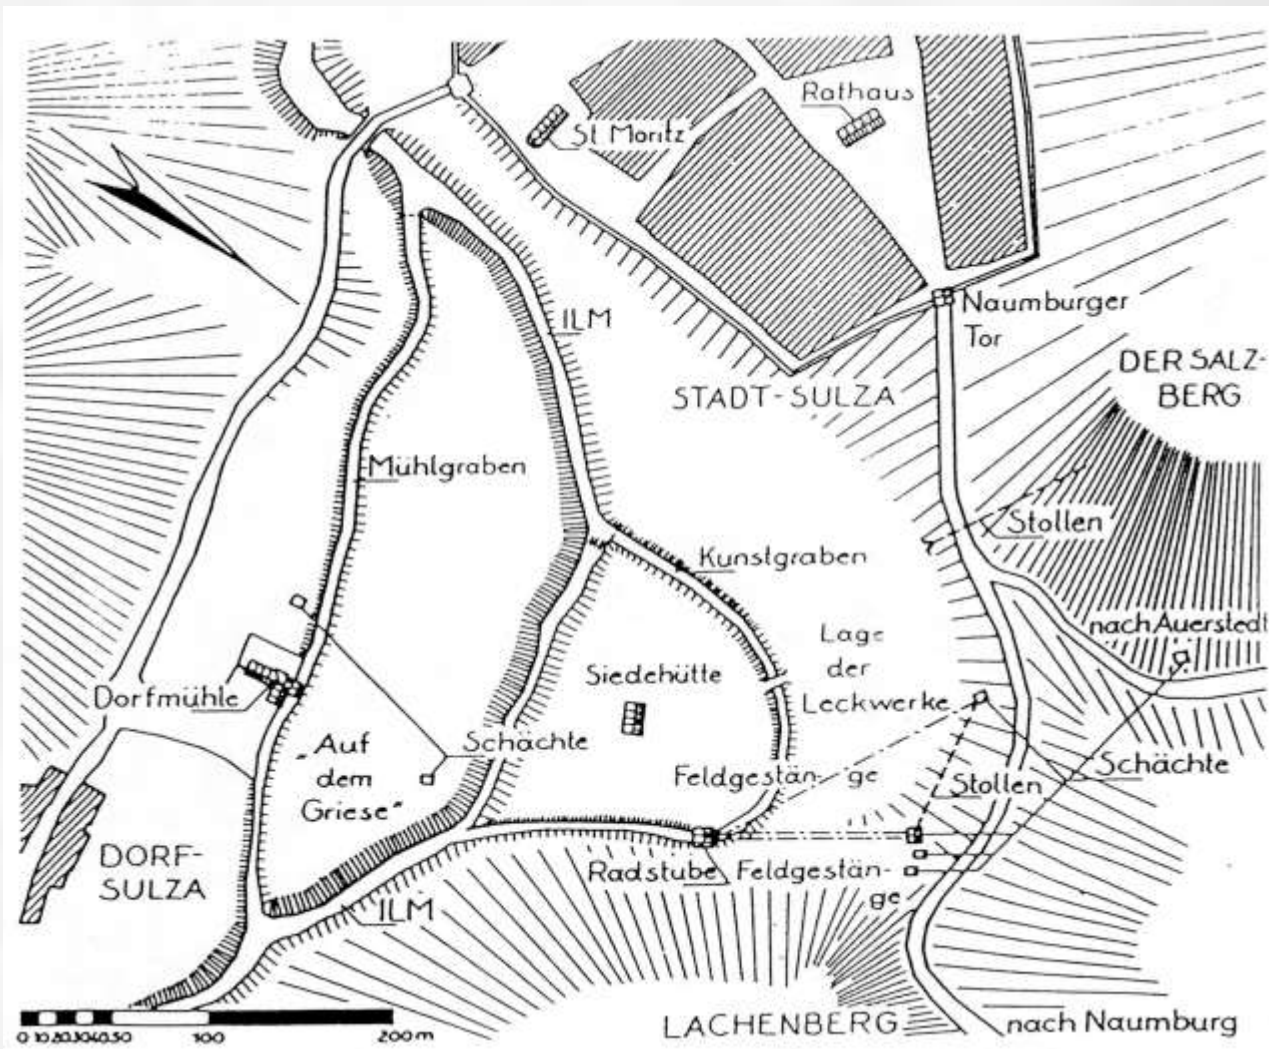 Rathaus
St. Moritz
Naumburger
Tor
ILM
DER SALZ-
BERG
STADT-SULZA
Mühlgraben
Stollen
Kunstgraben
nach Auerstedt
Lage
der
Leckwerke
Siedehütte
Dorfmühle
Schächte
"Auf
dem
Griese"
Feldgestän-ge
Stollen
Schächte
DORF-
SULZA
Radstube
Feldgestän-
ge
ILM
LACHENBERG
nach Naumburg
0 10 20 30 40 50 100 200 m